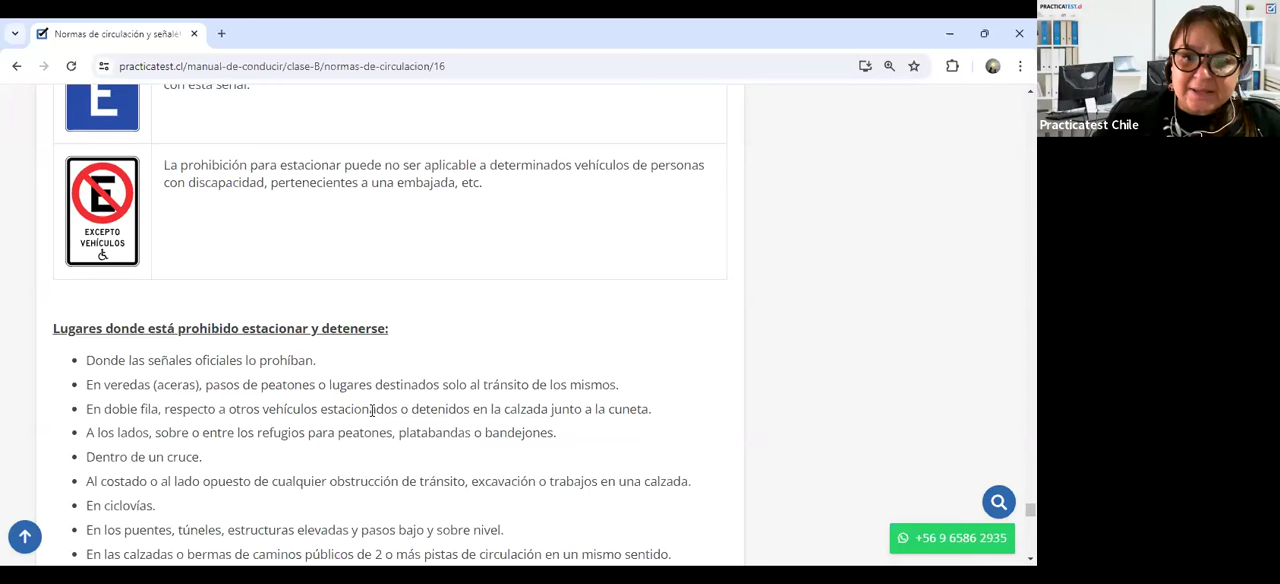 Normas de circulación y señale
practicatest.cl/manual-de-conducir/clase-B/normas-de-circulacion/16
PRACTICATEST.cl
Practicatest Chile
E
con esta señal.
E
EXCEPTO
VEHÍCULOS
La prohibición para estacionar puede no ser aplicable a determinados vehículos de personas
con discapacidad, pertenecientes a una embajada, etc.
Lugares donde está prohibido estacionar y detenerse:
• Donde las señales oficiales lo prohíban.
• En veredas (aceras), pasos de peatones o lugares destinados solo al tránsito de los mismos.
• En doble fila, respecto a otros vehículos estacionados o detenidos en la calzada junto a la cuneta.
• A los lados, sobre o entre los refugios para peatones, platabandas o bandejones.
• Dentro de un cruce.
• Al costado o al lado opuesto de cualquier obstrucción de tránsito, excavación o trabajos en una calzada.
• En ciclovías.
• En los puentes, túneles, estructuras elevadas y pasos bajo y sobre nivel.
• En las calzadas o bermas de caminos públicos de 2 o más pistas de circulación en un mismo sentido.
+56 9 6586 2935